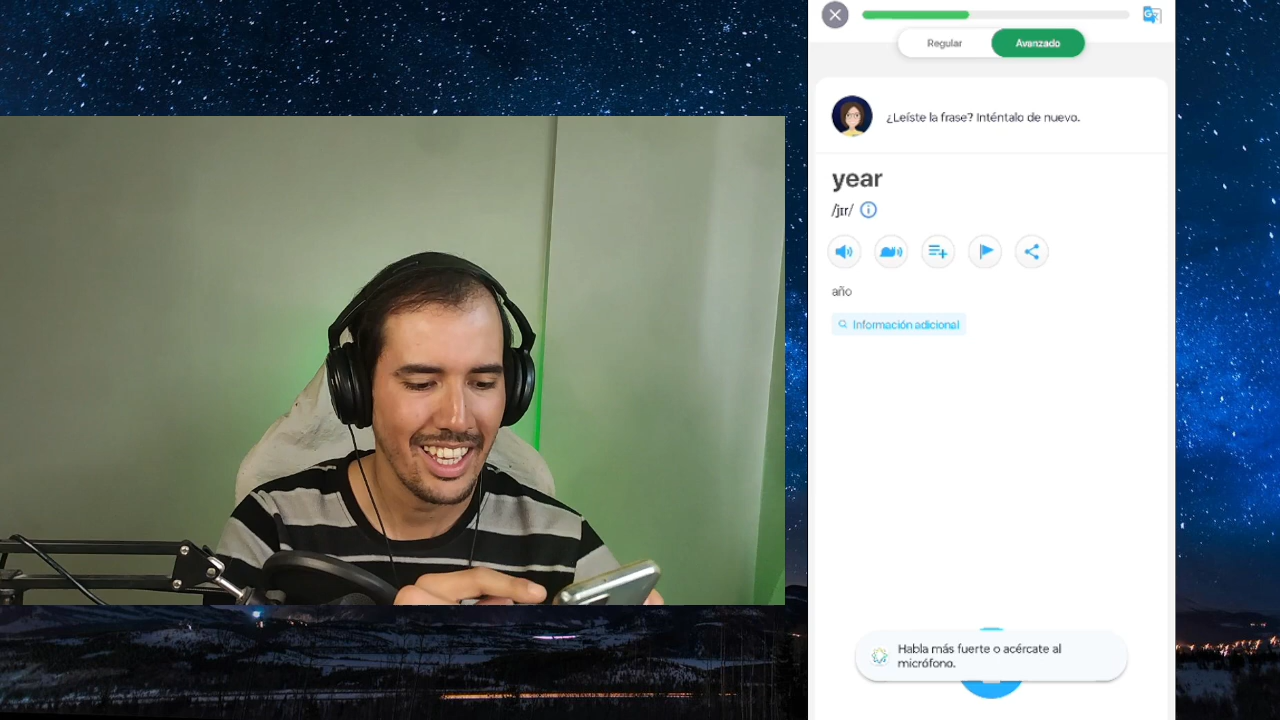 Regular
Avanzado
¿Leíste la frase? Inténtalo de nuevo.
year
/jɪr/
año
Información adicional
Habla más fuerte o acércate al
micrófono.